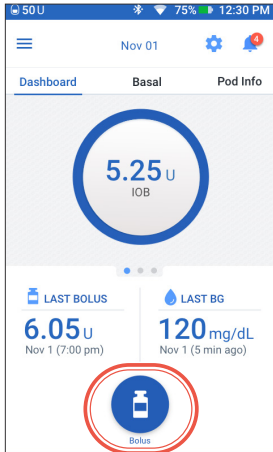 50 U 75% 12:30 PM
Nov 01 4
Dashboard Basal Pod Info
5.25 U
IOB
LAST BOLUS
6.05 U
Nov 1 (7:00 pm)
LAST BG
120 mg/dL
Nov 1 (5 min ago)
Bolus